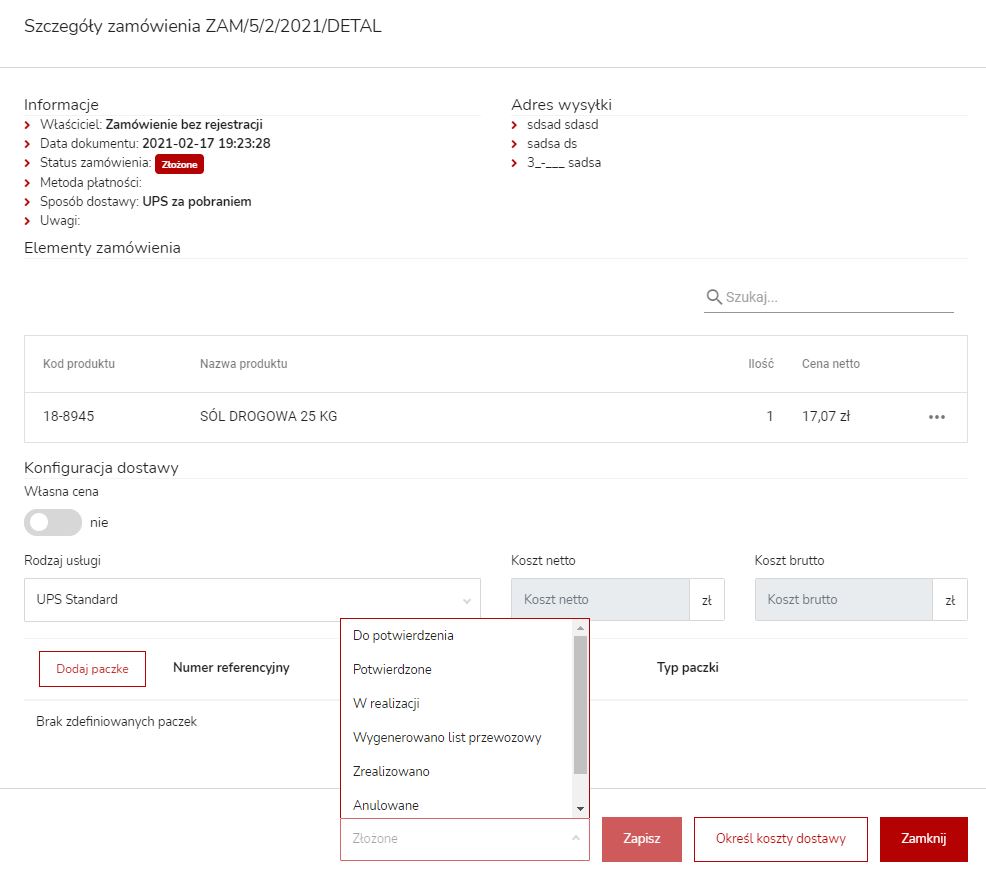 Szczegóły zamówienia ZAM/5/2/2021/DETAL
Informacje
Właściciel: Zamówienie bez rejestracji
Data dokumentu: 2021-02-17 19:23:28
Status zamówienia: Złożone
Metoda płatności:
Sposób dostawy: UPS za pobraniem
Uwagi:
Adres wysyłki
sdsad sdasd
sadsa ds
3_-___ sadsa
Elementy zamówienia
Szukaj...
Kod produktu Nazwa produktu Ilość Cena netto
18-8945 SÓL DROGOWA 25 KG 1 17,07 zł
Konfiguracja dostawy
Własna cena
nie
Rodzaj usługi Koszt netto Koszt brutto
UPS Standard Koszt netto zł Koszt brutto zł
Dodaj paczke Numer referencyjny Typ paczki
Brak zdefiniowanych paczek
Do potwierdzenia
Potwierdzone
W realizacji
Wygenerowano list przewozowy
Zrealizowano
Anulowane
Złożone Zapisz Określ koszty dostawy Zamknij